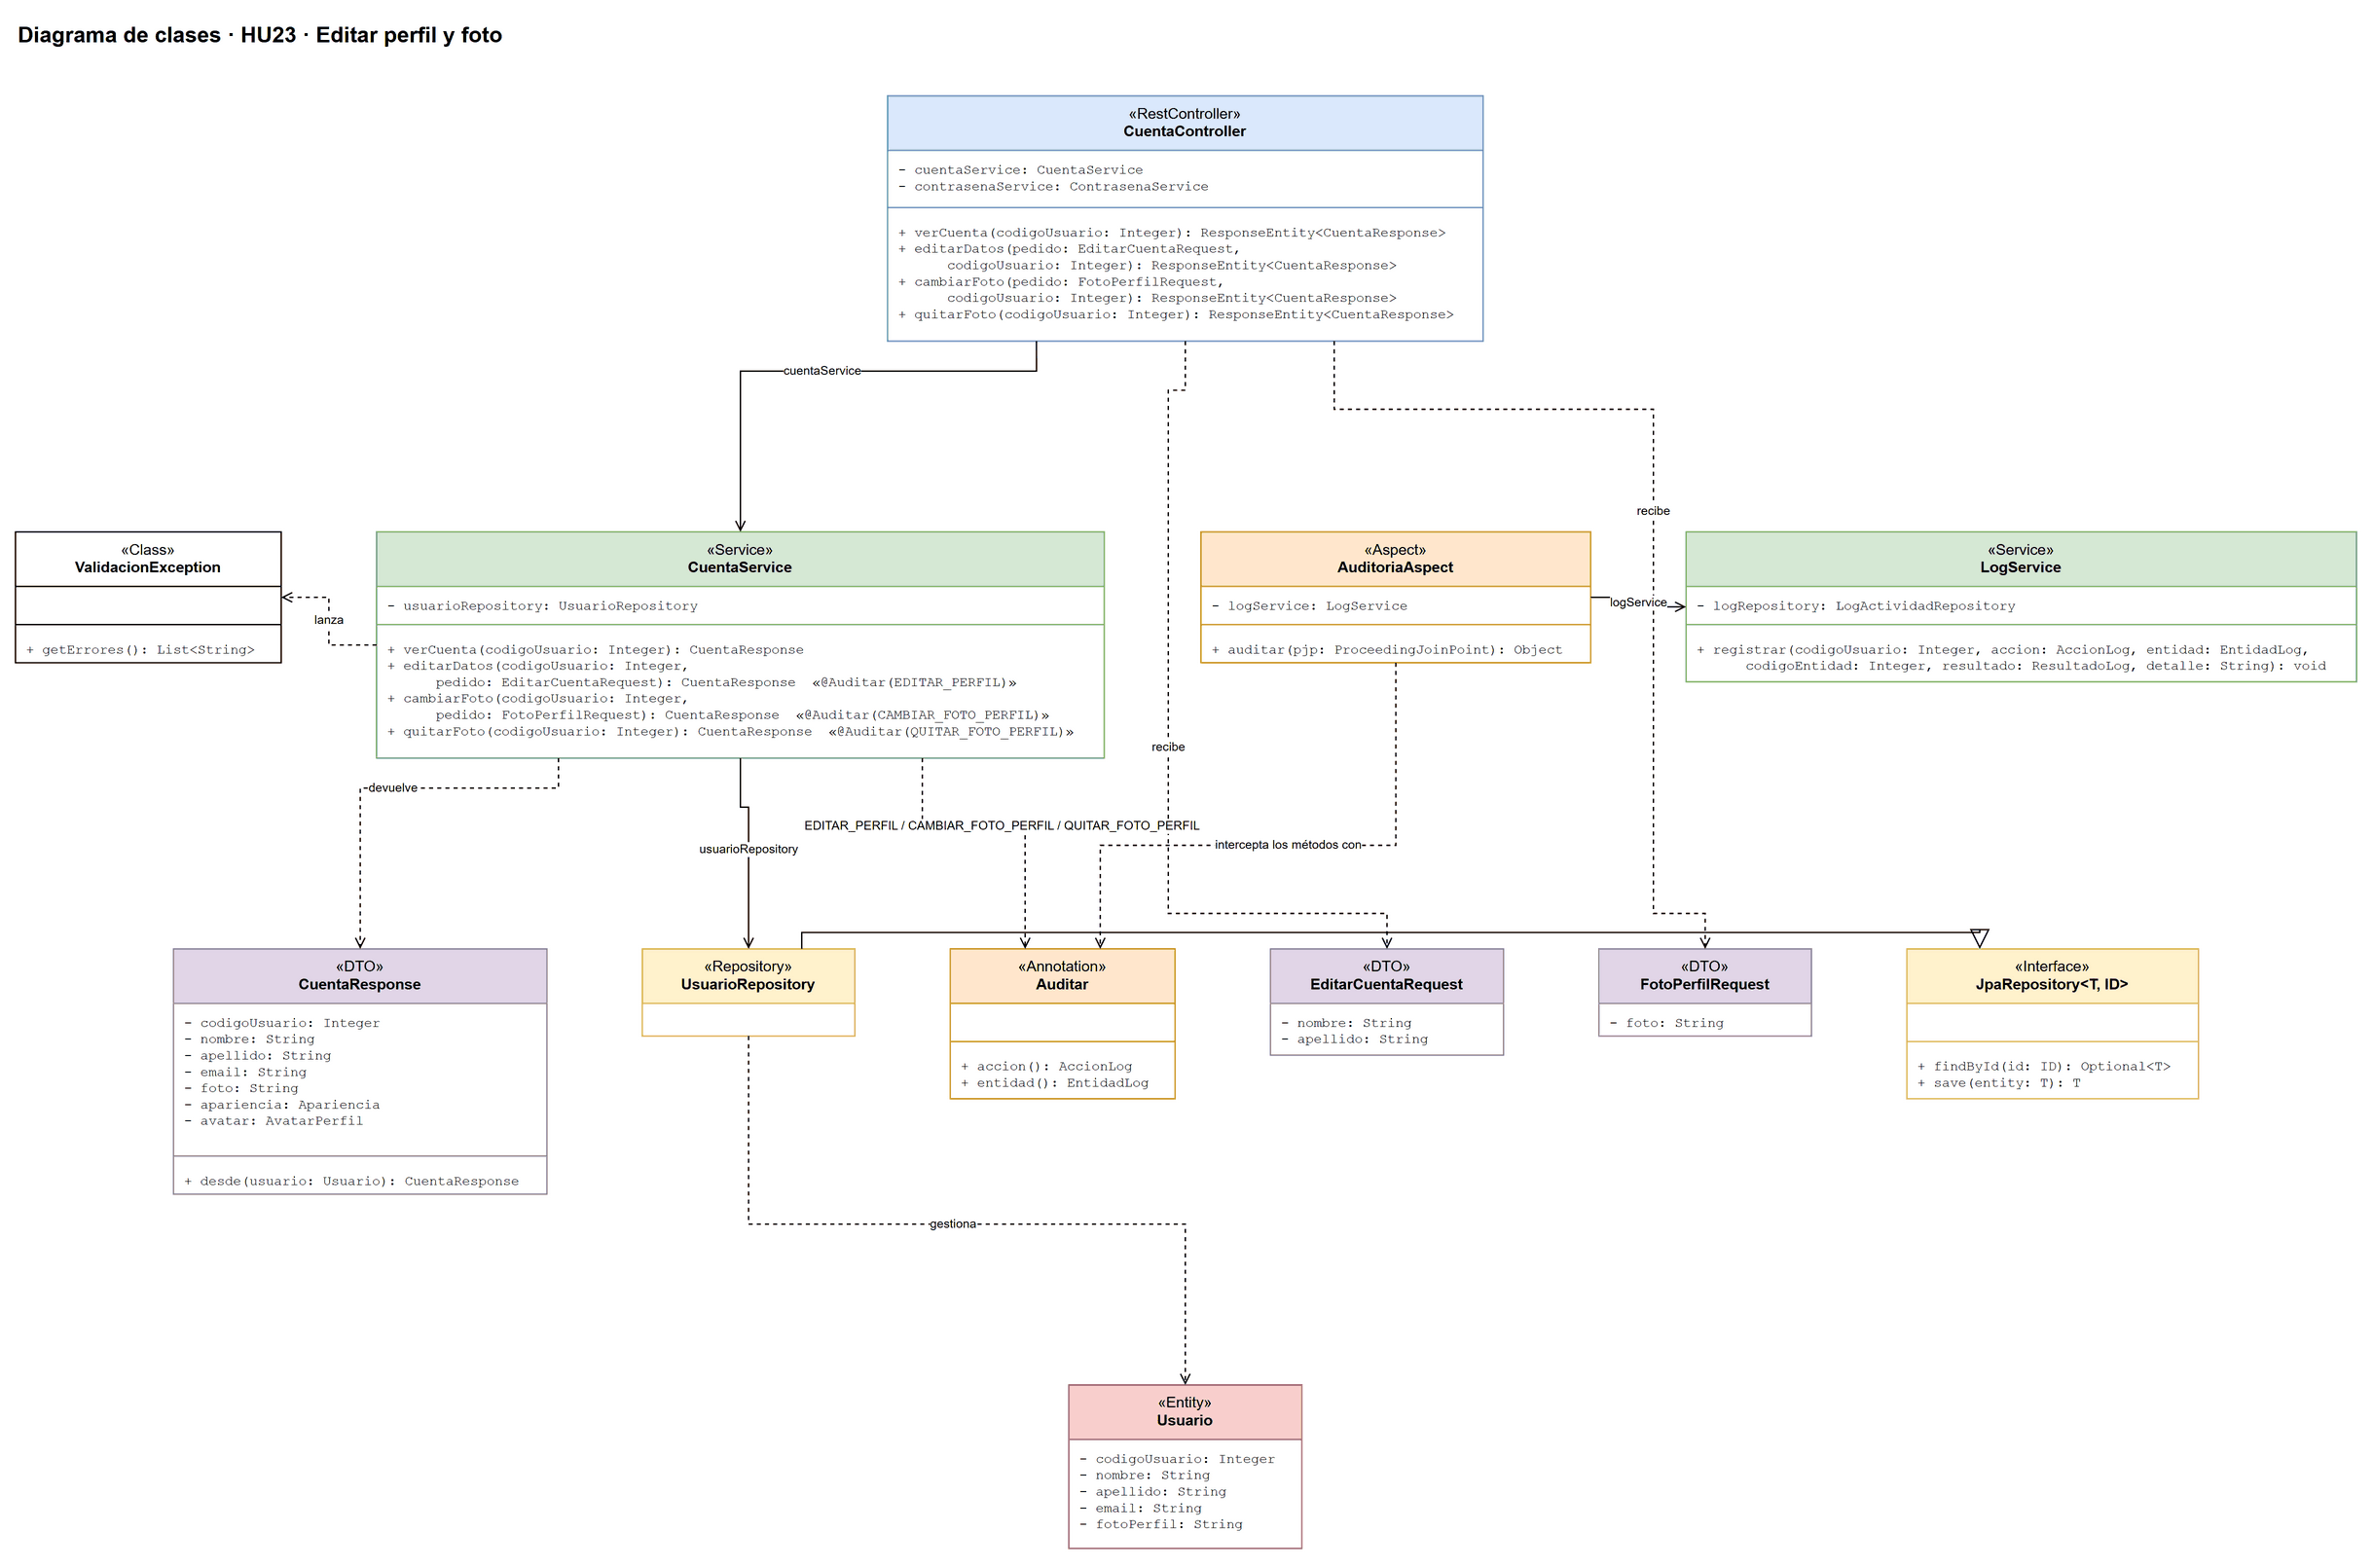 Diagrama de clases · HU23 · Editar perfil y foto
«RestController»
CuentaController
- cuentaService: CuentaService
- contrasenaService: ContrasenaService
+ verCuenta(codigoUsuario: Integer): ResponseEntity<CuentaResponse>
+ editarDatos(pedido: EditarCuentaRequest,
codigoUsuario: Integer): ResponseEntity<CuentaResponse>
+ cambiarFoto(pedido: FotoPerfilRequest,
codigoUsuario: Integer): ResponseEntity<CuentaResponse>
+ quitarFoto(codigoUsuario: Integer): ResponseEntity<CuentaResponse>
cuentaService
recibe
«Class»
ValidacionException
+ getErrores(): List<String>
lanza
«Service»
CuentaService
- usuarioRepository: UsuarioRepository
+ verCuenta(codigoUsuario: Integer): CuentaResponse
+ editarDatos(codigoUsuario: Integer,
pedido: EditarCuentaRequest): CuentaResponse «@Auditar(EDITAR_PERFIL)»
+ cambiarFoto(codigoUsuario: Integer,
pedido: FotoPerfilRequest): CuentaResponse «@Auditar(CAMBIAR_FOTO_PERFIL)»
+ quitarFoto(codigoUsuario: Integer): CuentaResponse «@Auditar(QUITAR_FOTO_PERFIL)»
«Aspect»
AuditoriaAspect
- logService: LogService
+ auditar(pjp: ProceedingJoinPoint): Object
logService
«Service»
LogService
- logRepository: LogActividadRepository
+ registrar(codigoUsuario: Integer, accion: AccionLog, entidad: EntidadLog,
codigoEntidad: Integer, resultado: ResultadoLog, detalle: String): void
recibe
devuelve
EDITAR_PERFIL / CAMBIAR_FOTO_PERFIL / QUITAR_FOTO_PERFIL
usuarioRepository
intercepta los métodos con
«DTO»
CuentaResponse
- codigoUsuario: Integer
- nombre: String
- apellido: String
- email: String
- foto: String
- apariencia: Apariencia
- avatar: AvatarPerfil
+ desde(usuario: Usuario): CuentaResponse
«Repository»
UsuarioRepository
«Annotation»
Auditar
+ accion(): AccionLog
+ entidad(): EntidadLog
«DTO»
EditarCuentaRequest
- nombre: String
- apellido: String
«DTO»
FotoPerfilRequest
- foto: String
«Interface»
JpaRepository<T, ID>
+ findById(id: ID): Optional<T>
+ save(entity: T): T
gestiona
«Entity»
Usuario
- codigoUsuario: Integer
- nombre: String
- apellido: String
- email: String
- fotoPerfil: String